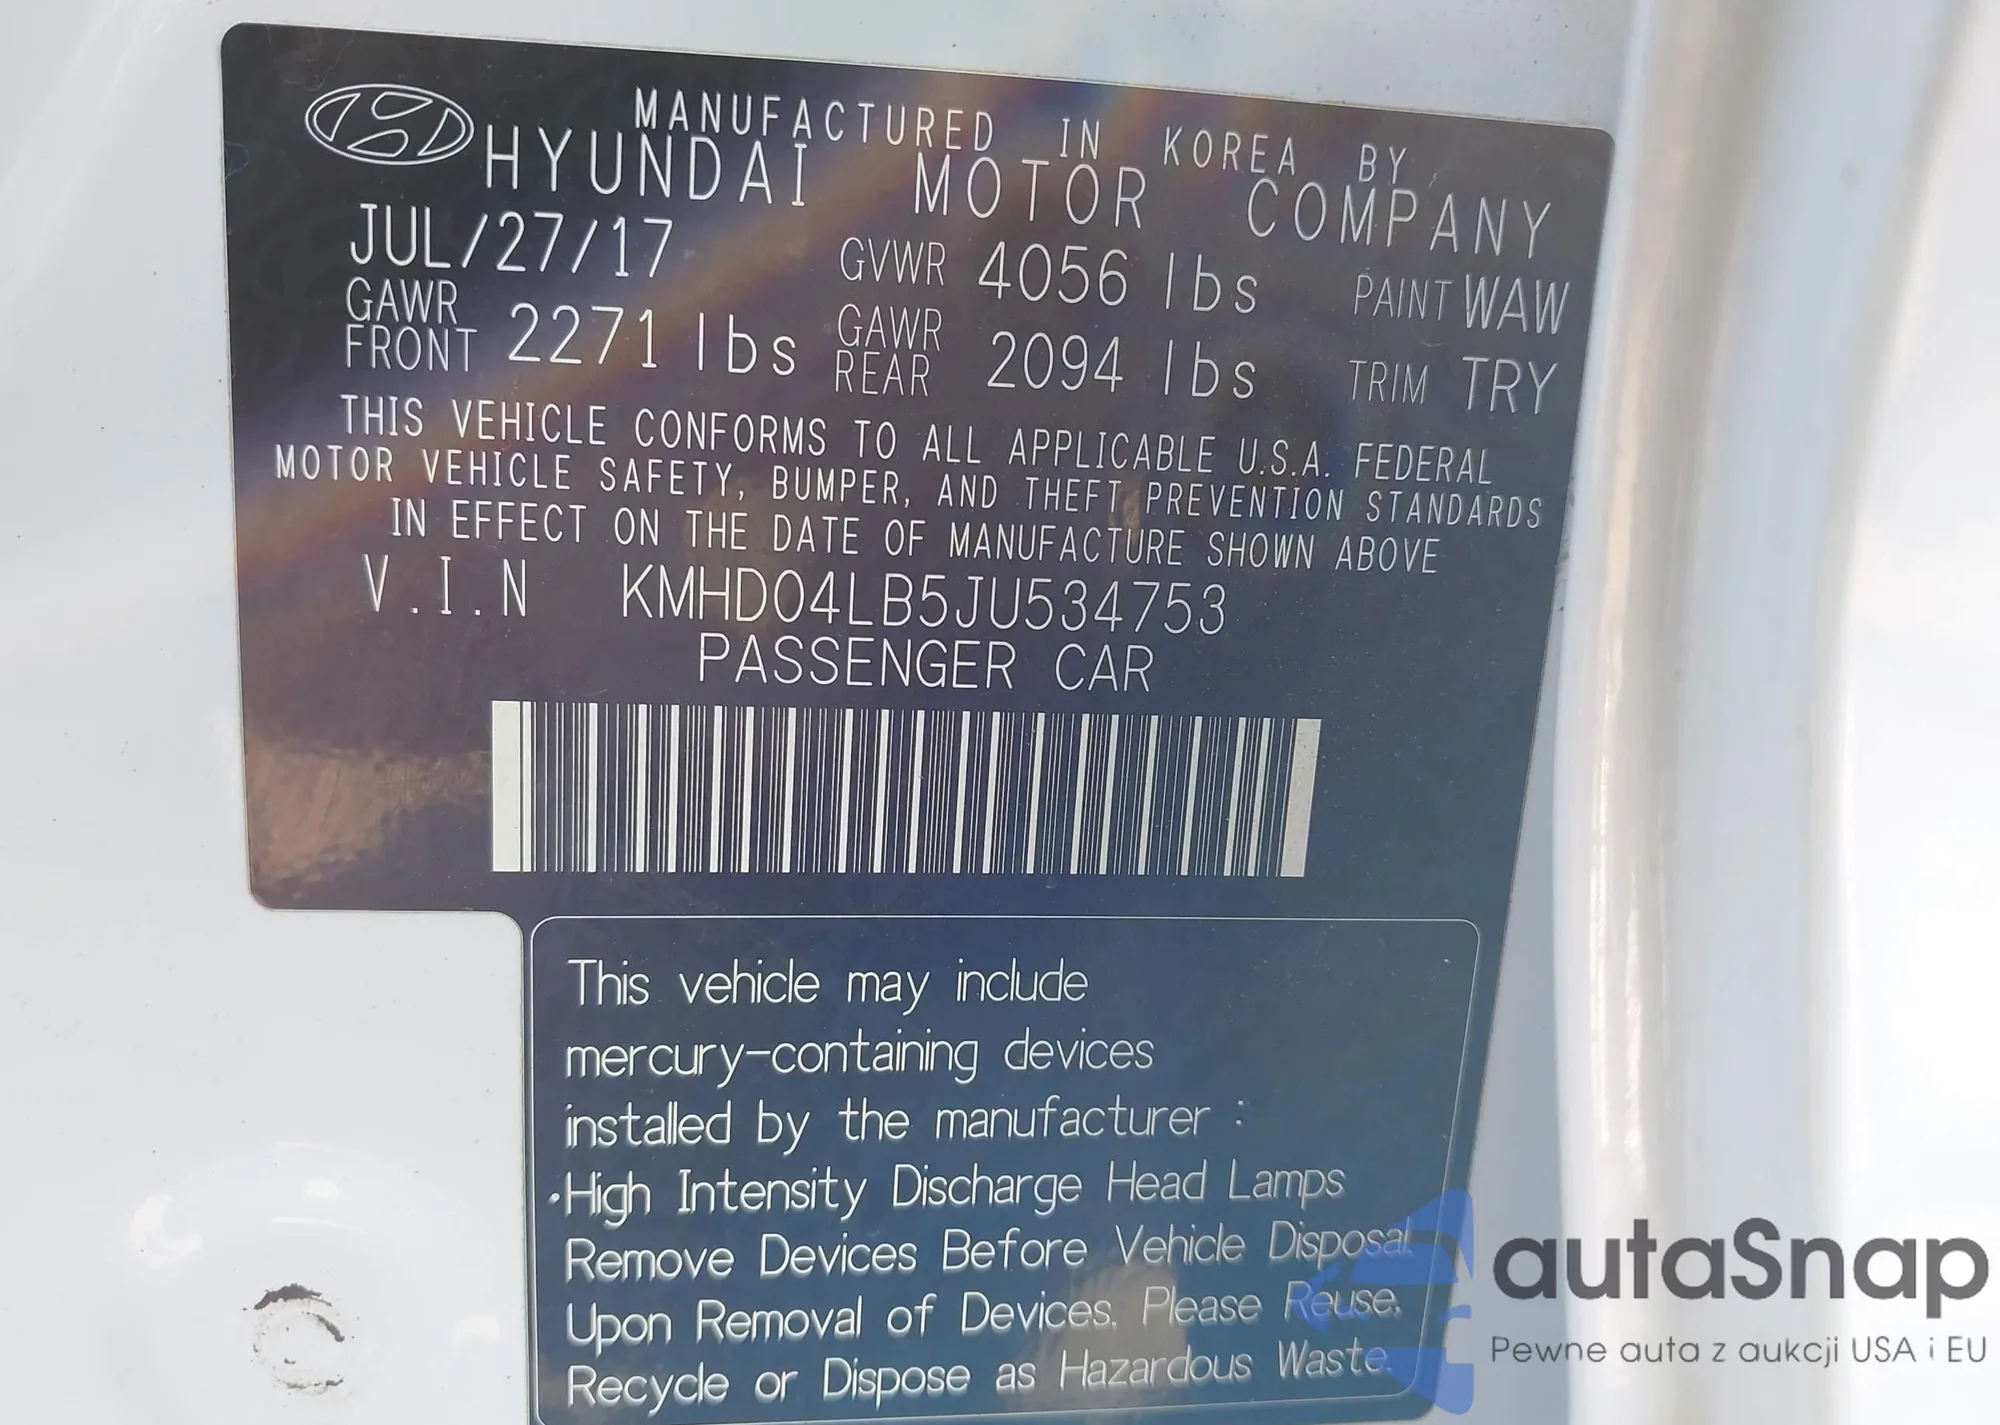 MANUFACTURED IN KOREA BY
HYUNDAI MOTOR COMPANY
JUL/27/17 GVWR 4056 lbs PAINT WAW
GAWR FRONT 2271 lbs GAWR REAR 2094 lbs TRIM TRY
THIS VEHICLE CONFORMS TO ALL APPLICABLE U.S.A. FEDERAL
MOTOR VEHICLE SAFETY, BUMPER, AND THEFT PREVENTION STANDARDS
IN EFFECT ON THE DATE OF MANUFACTURE SHOWN ABOVE
V.I.N KMHD04LB5JU534753
PASSENGER CAR
This vehicle may include
mercury-containing devices
installed by the manufacturer :
·High Intensity Discharge Head Lamps
Remove Devices Before Vehicle Disposal.
Upon Removal of Devices, Please Reuse,
Recycle or Dispose as Hazardous Waste.
autaSnap
Pewne auta z aukcji USA i EU